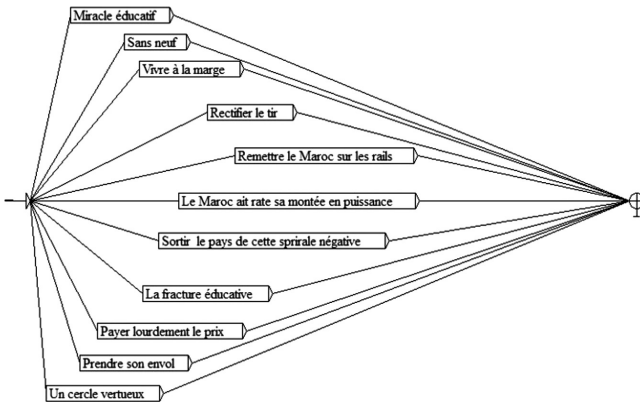 Miracle éducatif
Sans neuf
Vivre à la marge
Rectifier le tir
Remettre le Maroc sur les rails
Le Maroc ait rate sa montée en puissance
Sortir le pays de cette sprirale négative
La fracture éducative
Payer lourdement le prix
Prendre son envol
Un cercle vertueux